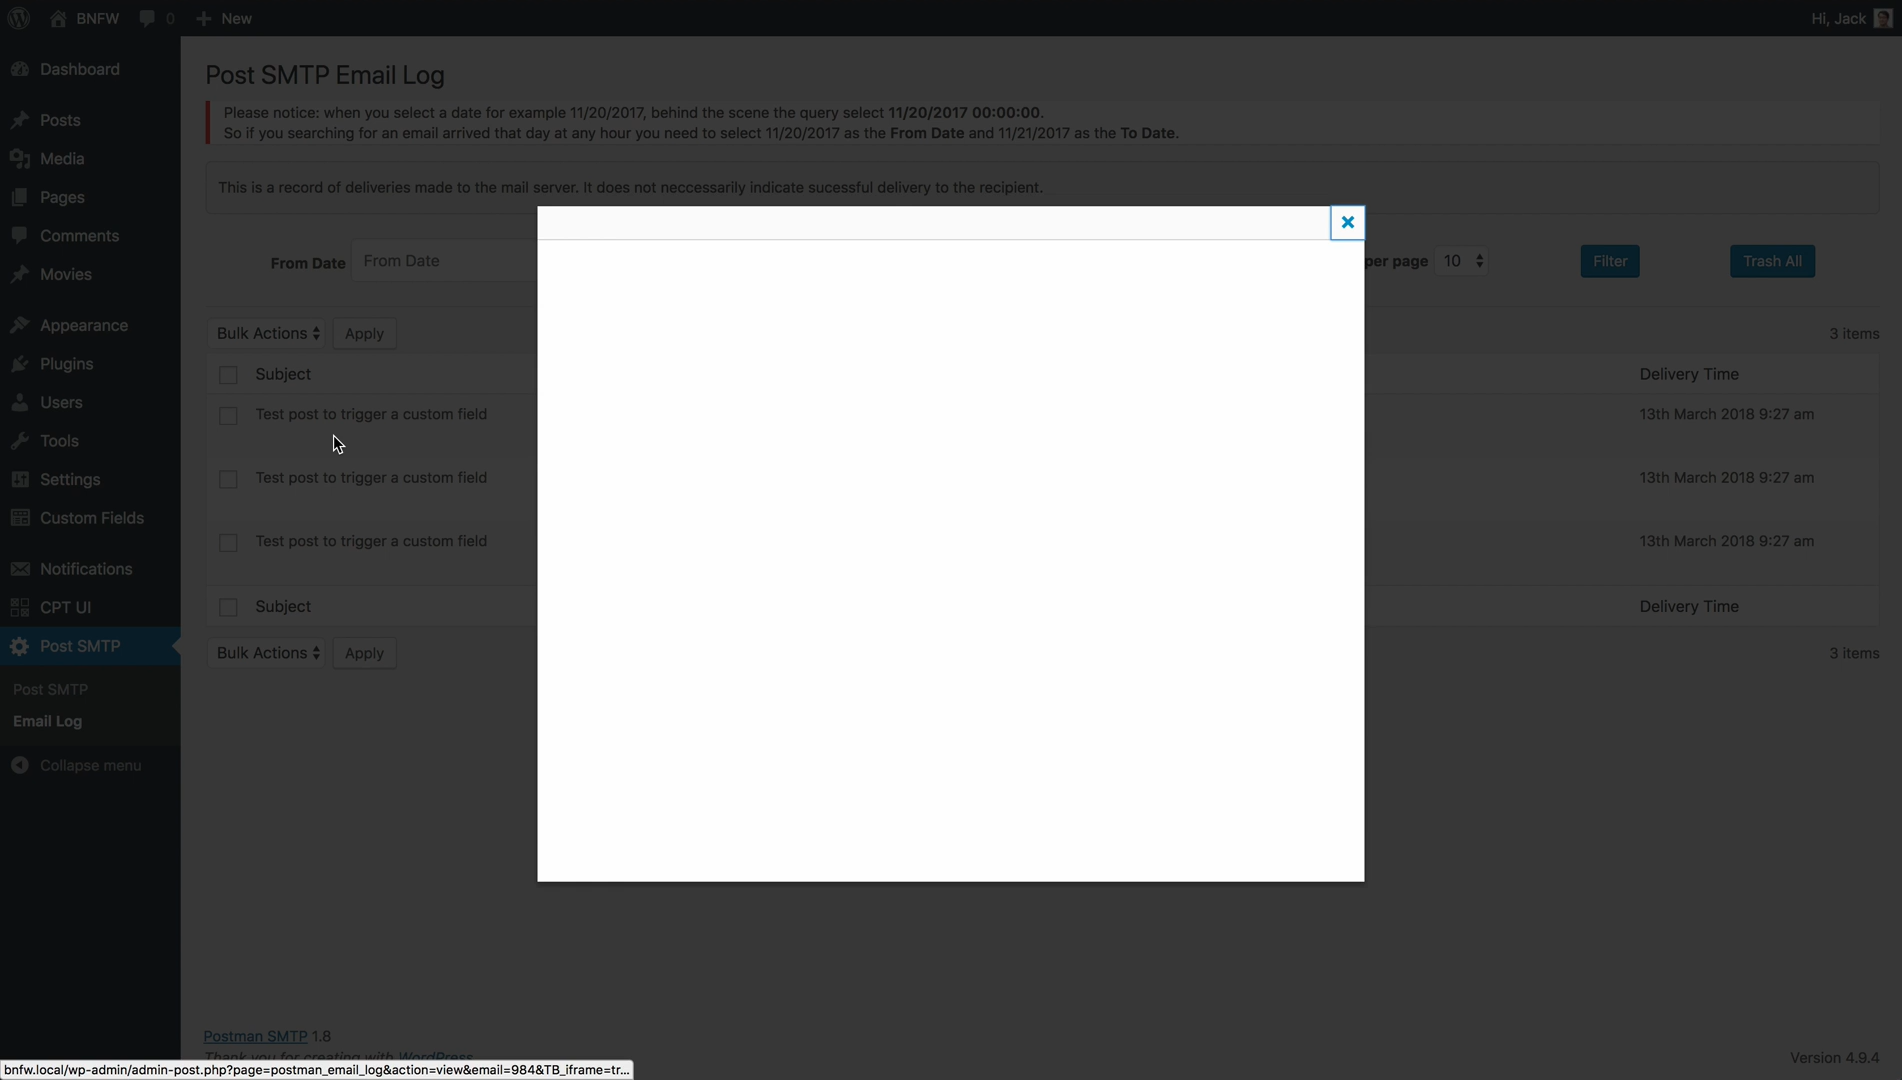 BNFW 0 New Hi, Jack
Dashboard
Posts
Media
Pages
Comments
Movies
Appearance
Plugins
Users
Tools
Settings
Custom Fields
Notifications
CPT UI
Post SMTP
Post SMTP
Email Log
Collapse menu
Post SMTP Email Log
Please notice: when you select a date for example 11/20/2017, behind the scene the query select 11/20/2017 00:00:00.
So if you searching for an email arrived that day at any hour you need to select 11/20/2017 as the From Date and 11/21/2017 as the To Date.
This is a record of deliveries made to the mail server. It does not neccessarily indicate sucessful delivery to the recipient.
From Date From Date per page 10 Filter Trash All
Bulk Actions Apply 3 items
Subject Delivery Time
Test post to trigger a custom field 13th March 2018 9:27 am
Test post to trigger a custom field 13th March 2018 9:27 am
Test post to trigger a custom field 13th March 2018 9:27 am
Subject Delivery Time
Bulk Actions Apply 3 items
Postman SMTP 1.8
Thank you for creating with WordPress Version 4.9.4
bnfw.local/wp-admin/admin-post.php?page=postman_email_log&action=view&email=984&TB_iframe=tr...